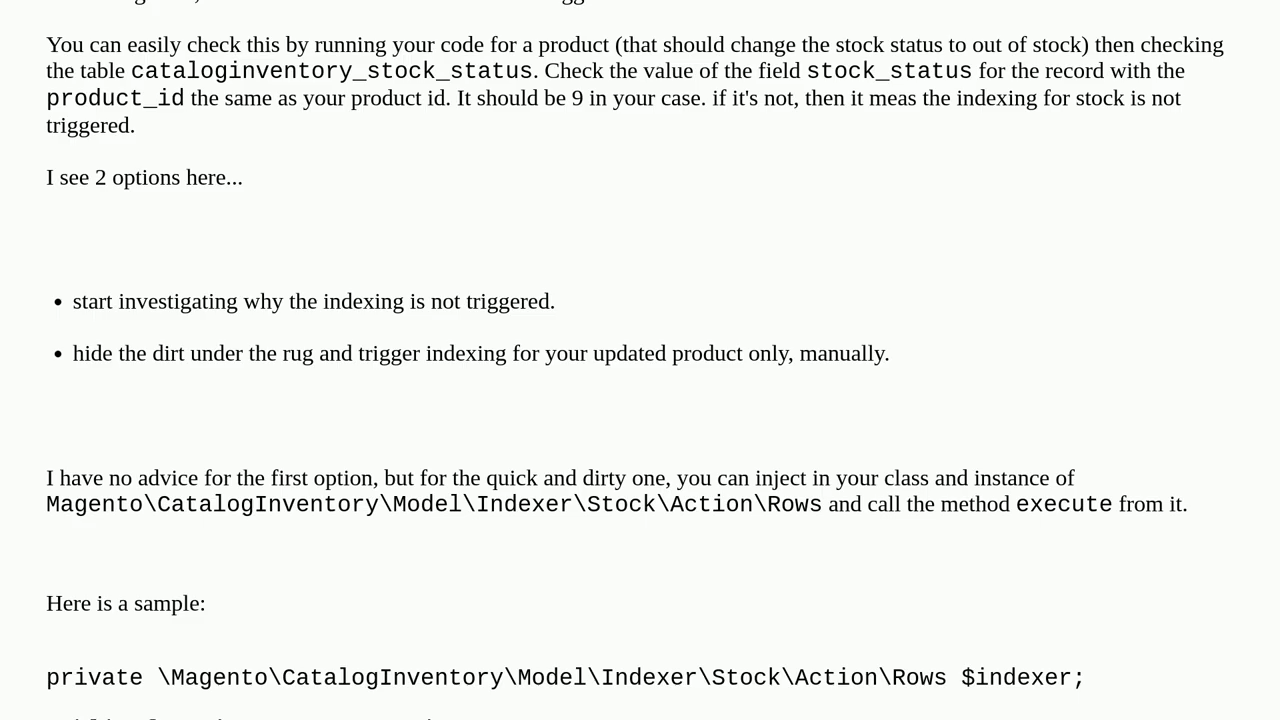 You can easily check this by running your code for a product (that should change the stock status to out of stock) then checking
the table cataloginventory_stock_status. Check the value of the field stock_status for the record with the
product_id the same as your product id. It should be 9 in your case. if it's not, then it meas the indexing for stock is not
triggered.
I see 2 options here...
• start investigating why the indexing is not triggered.
• hide the dirt under the rug and trigger indexing for your updated product only, manually.
I have no advice for the first option, but for the quick and dirty one, you can inject in your class and instance of
Magento\CatalogInventory\Model\Indexer\Stock\Action\Rows and call the method execute from it.
Here is a sample:
private \Magento\CatalogInventory\Model\Indexer\Stock\Action\Rows $indexer;